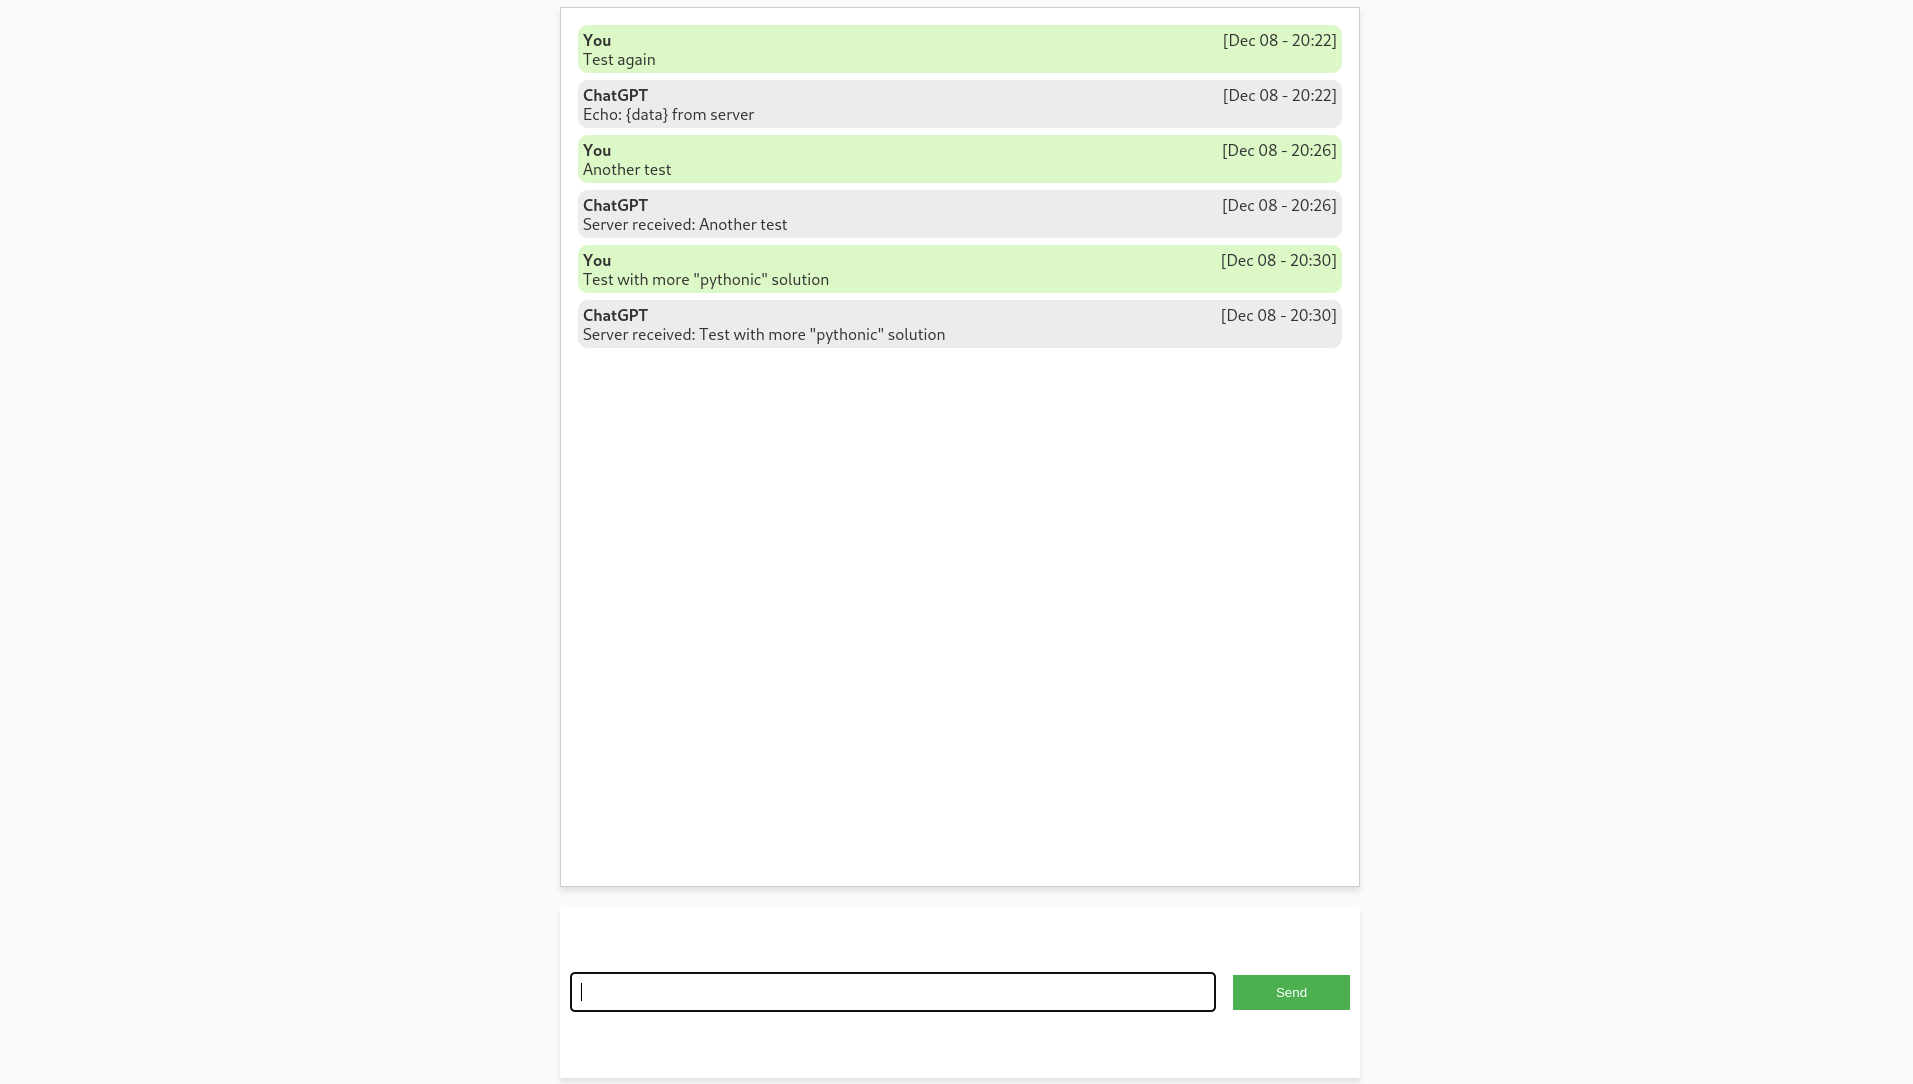 You [Dec 08 - 20:22]
Test again
ChatGPT [Dec 08 - 20:22]
Echo: {data} from server
You [Dec 08 - 20:26]
Another test
ChatGPT [Dec 08 - 20:26]
Server received: Another test
You [Dec 08 - 20:30]
Test with more "pythonic" solution
ChatGPT [Dec 08 - 20:30]
Server received: Test with more "pythonic" solution
Send